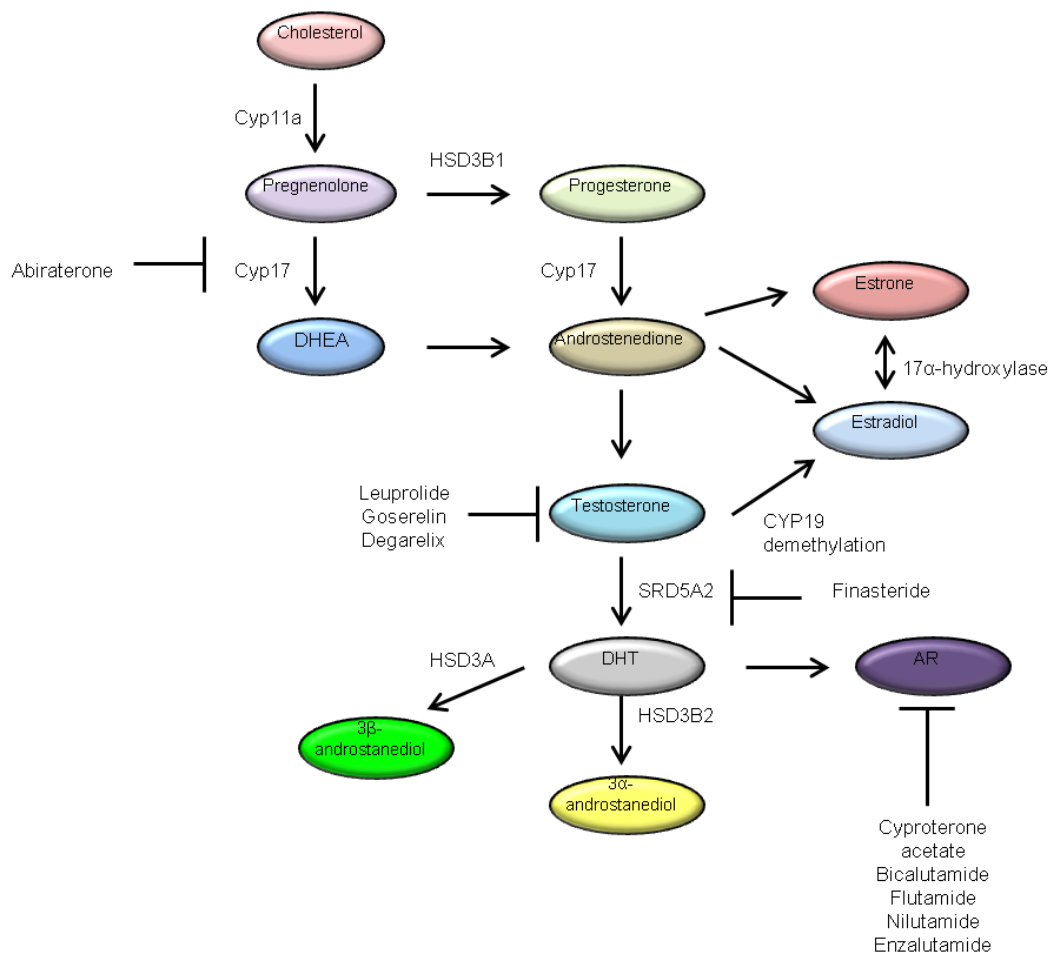 Cholesterol
Cyp11a
HSD3B1
Pregnenolone
Progesterone
Abiraterone
Cyp17
Cyp17
Estrone
DHEA
Androstenedione
17α-hydroxylase
Estradiol
Leuprolide
Goserelin
Degarelix
Testosterone
CYP19
demethylation
SRD5A2
Finasteride
HSD3A
DHT
AR
HSD3B2
3β-
androstanediol
3α-
androstanediol
Cyproterone
acetate
Bicalutamide
Flutamide
Nilutamide
Enzalutamide